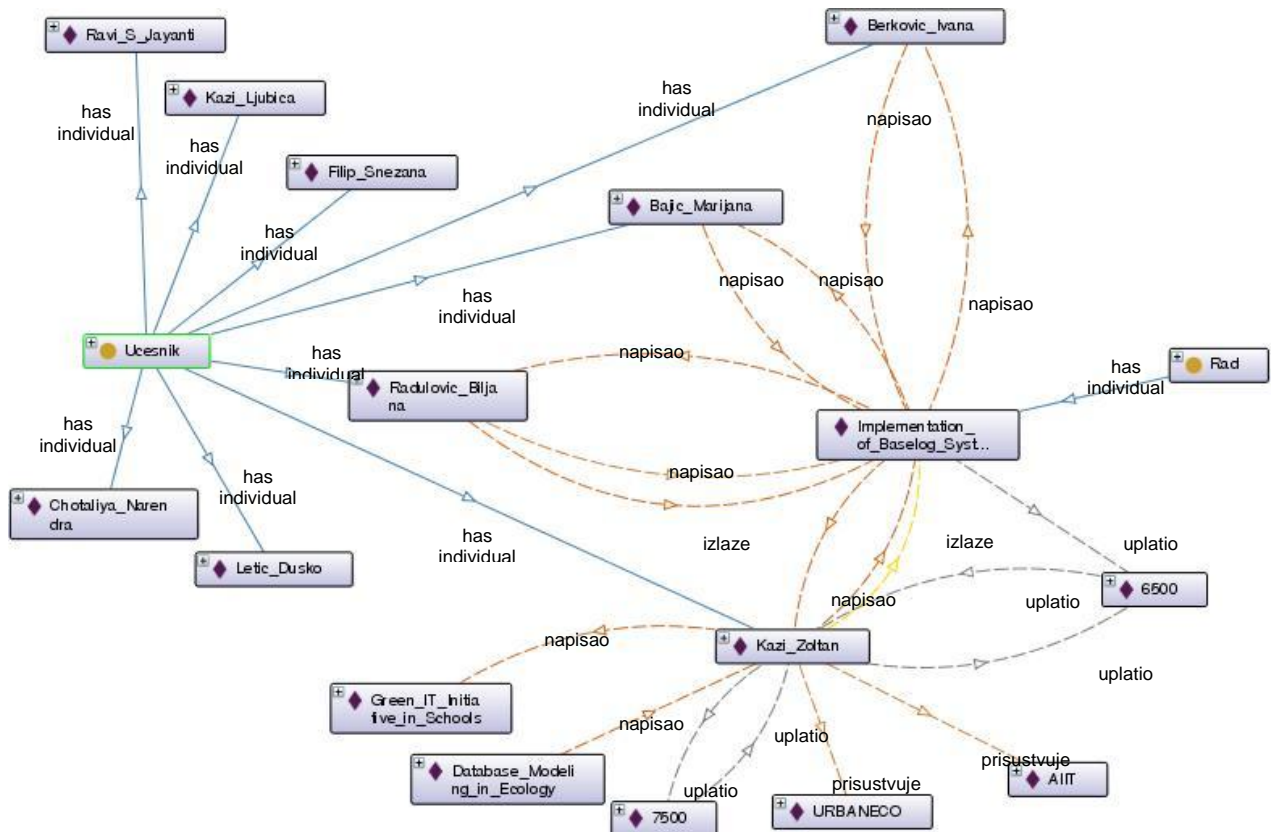 Ravi_S_Jayanti
Berkovic_Ivana
has
individual
Kazi_Ljubica
has
individual
has
individual
napisao
has
individual
Filip_Snezana
Bajic_Marijana
has
individual
napisao
napisao
has
individual
napisao
Ucesnik
has
individual
napisao
Rad
has
individual
Radulovic_Bilja
na
Implementation_
of_Baselog_Syst...
has
individual
has
individual
napisao
Chotaliya_Naren
dra
has
individual
izlaze
izlaze
uplatio
Letic_Dusko
6500
napisao
uplatio
napisao
Kazi_Zoltan
uplatio
Green_IT_Initia
tive_in_Schools
napisao
uplatio
prisustvuje
Database_Modeli
ng_in_Ecology
uplatio
prisustvuje
AIIT
7500
URBANECO